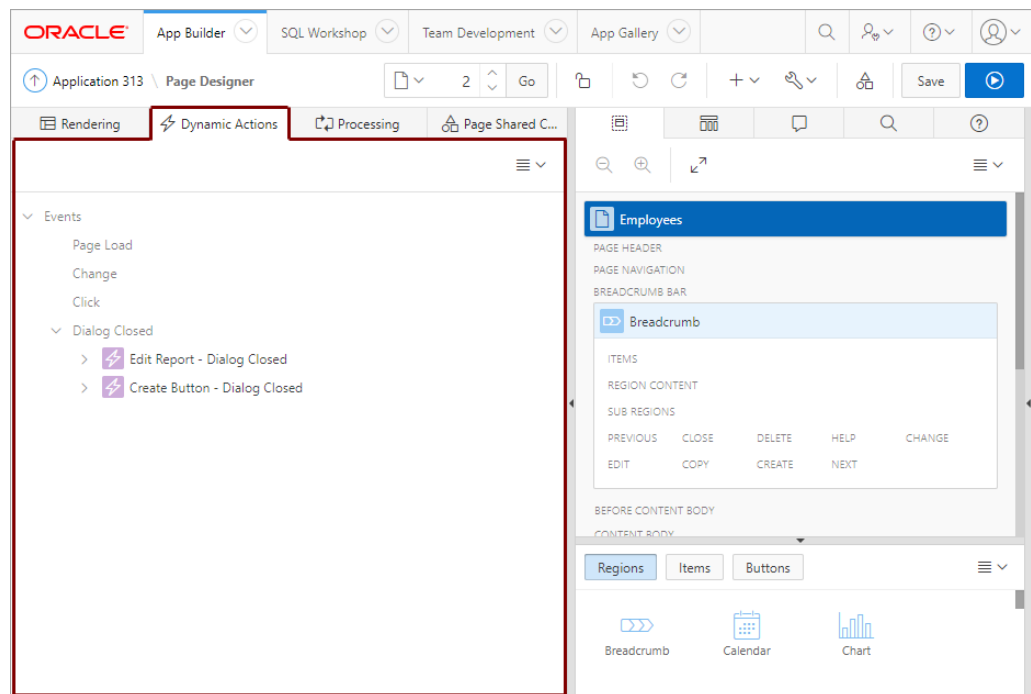 ORACLE App Builder SQL Workshop Team Development App Gallery
Application 313 \ Page Designer 2 Go Save
Rendering Dynamic Actions Processing Page Shared C...
Events
Page Load
Change
Click
Dialog Closed
Edit Report - Dialog Closed
Create Button - Dialog Closed
Employees
PAGE HEADER
PAGE NAVIGATION
BREADCRUMB BAR
Breadcrumb
ITEMS
REGION CONTENT
SUB REGIONS
PREVIOUS CLOSE DELETE HELP CHANGE
EDIT COPY CREATE NEXT
BEFORE CONTENT BODY
CONTENT BODY
Regions Items Buttons
Breadcrumb Calendar Chart